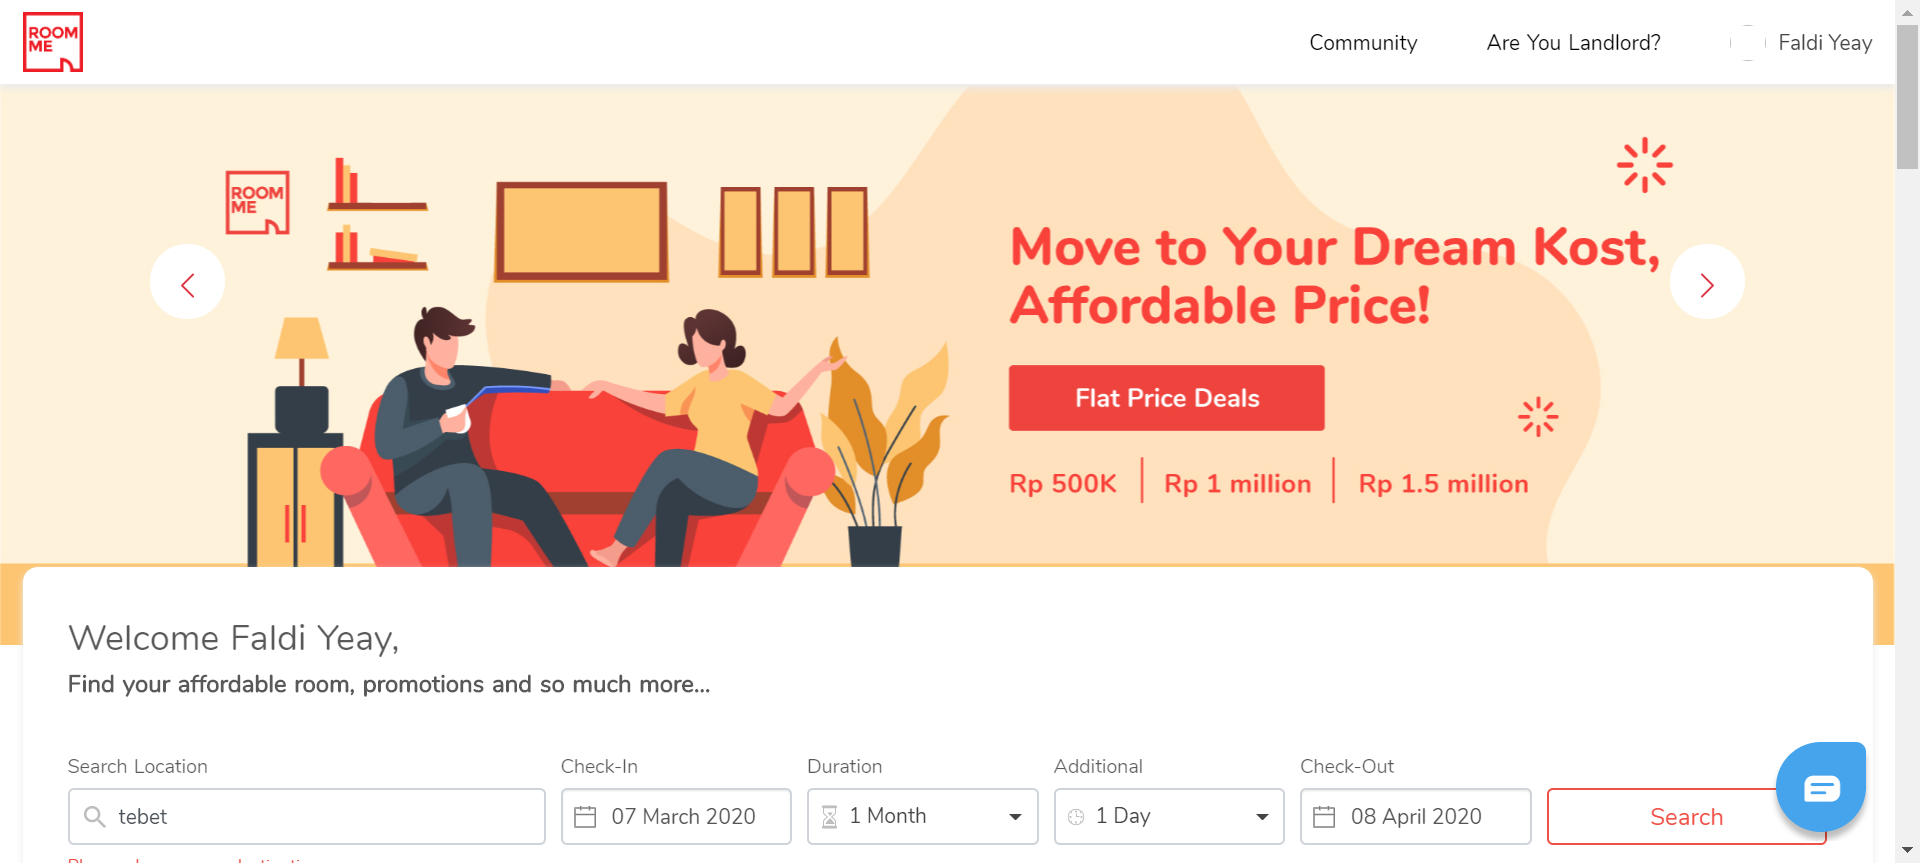 ROOM
ME
Community
Are You Landlord?
Faldi Yeay
ROOM
ME
Move to Your Dream Kost,
Affordable Price!
Flat Price Deals
Rp 500K
Rp 1 million
Rp 1.5 million
Welcome Faldi Yeay,
Find your affordable room, promotions and so much more...
Search Location
Check-In
Duration
Additional
Check-Out
tebet
07 March 2020
1 Month
1 Day
08 April 2020
Search